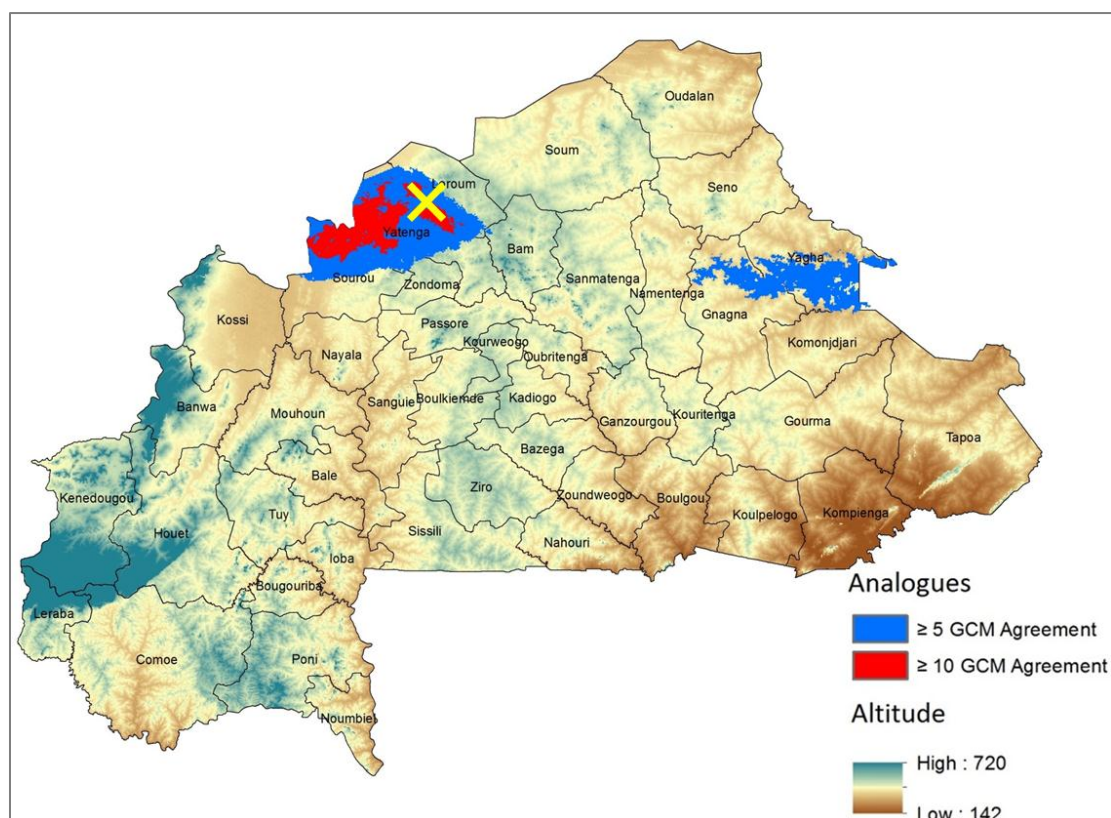 Oudalan
Soum
Loroum
Seno
Yatenga
Bam
Yagha
Sourou
Zondoma
Sanmatenga
Namentenga
Gnagna
Kossi
Passore
Kourweogo
Oubritenga
Komonjdjari
Nayala
Banwa
Mouhoun
Sanguie
Boulkiemde
Kadiogo
Ganzourgou
Kouritenga
Gourma
Tapoa
Bazega
Bale
Kenedougou
Ziro
Zoundweogo
Boulgou
Koulpelogo
Kompienga
Houet
Tuy
Sissili
Nahouri
Ioba
Bougouriba
Leraba
Comoe
Poni
Noumbiel
Analogues
≥ 5 GCM Agreement
≥ 10 GCM Agreement
Altitude
High : 720
Low : 142